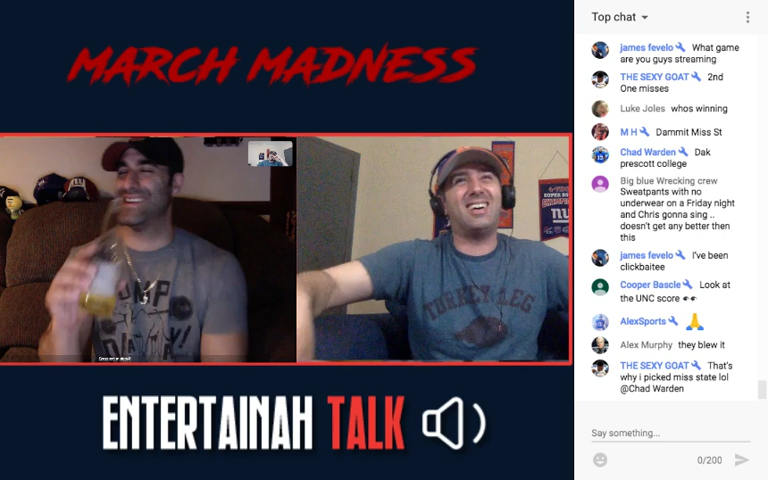 MARCH MADNESS
NU
TURKEY LEG
ENTERTAINAH TALK
Top chat
james fevelo What game
are you guys streaming
THE SEXY GOAT 2nd
One misses
Luke Joles whos winning
M H Dammit Miss St
Chad Warden Dak
prescott college
Big blue Wrecking crew
Sweatpants with no
underwear on a Friday night
and Chris gonna sing ..
doesn't get any better then
this
james fevelo I've been
clickbaitee
Cooper Bascle Look at
the UNC score 👀
AlexSports 🙏
Alex Murphy they blew it
THE SEXY GOAT That's
why i picked miss state lol
@Chad Warden
Say something...
0/200